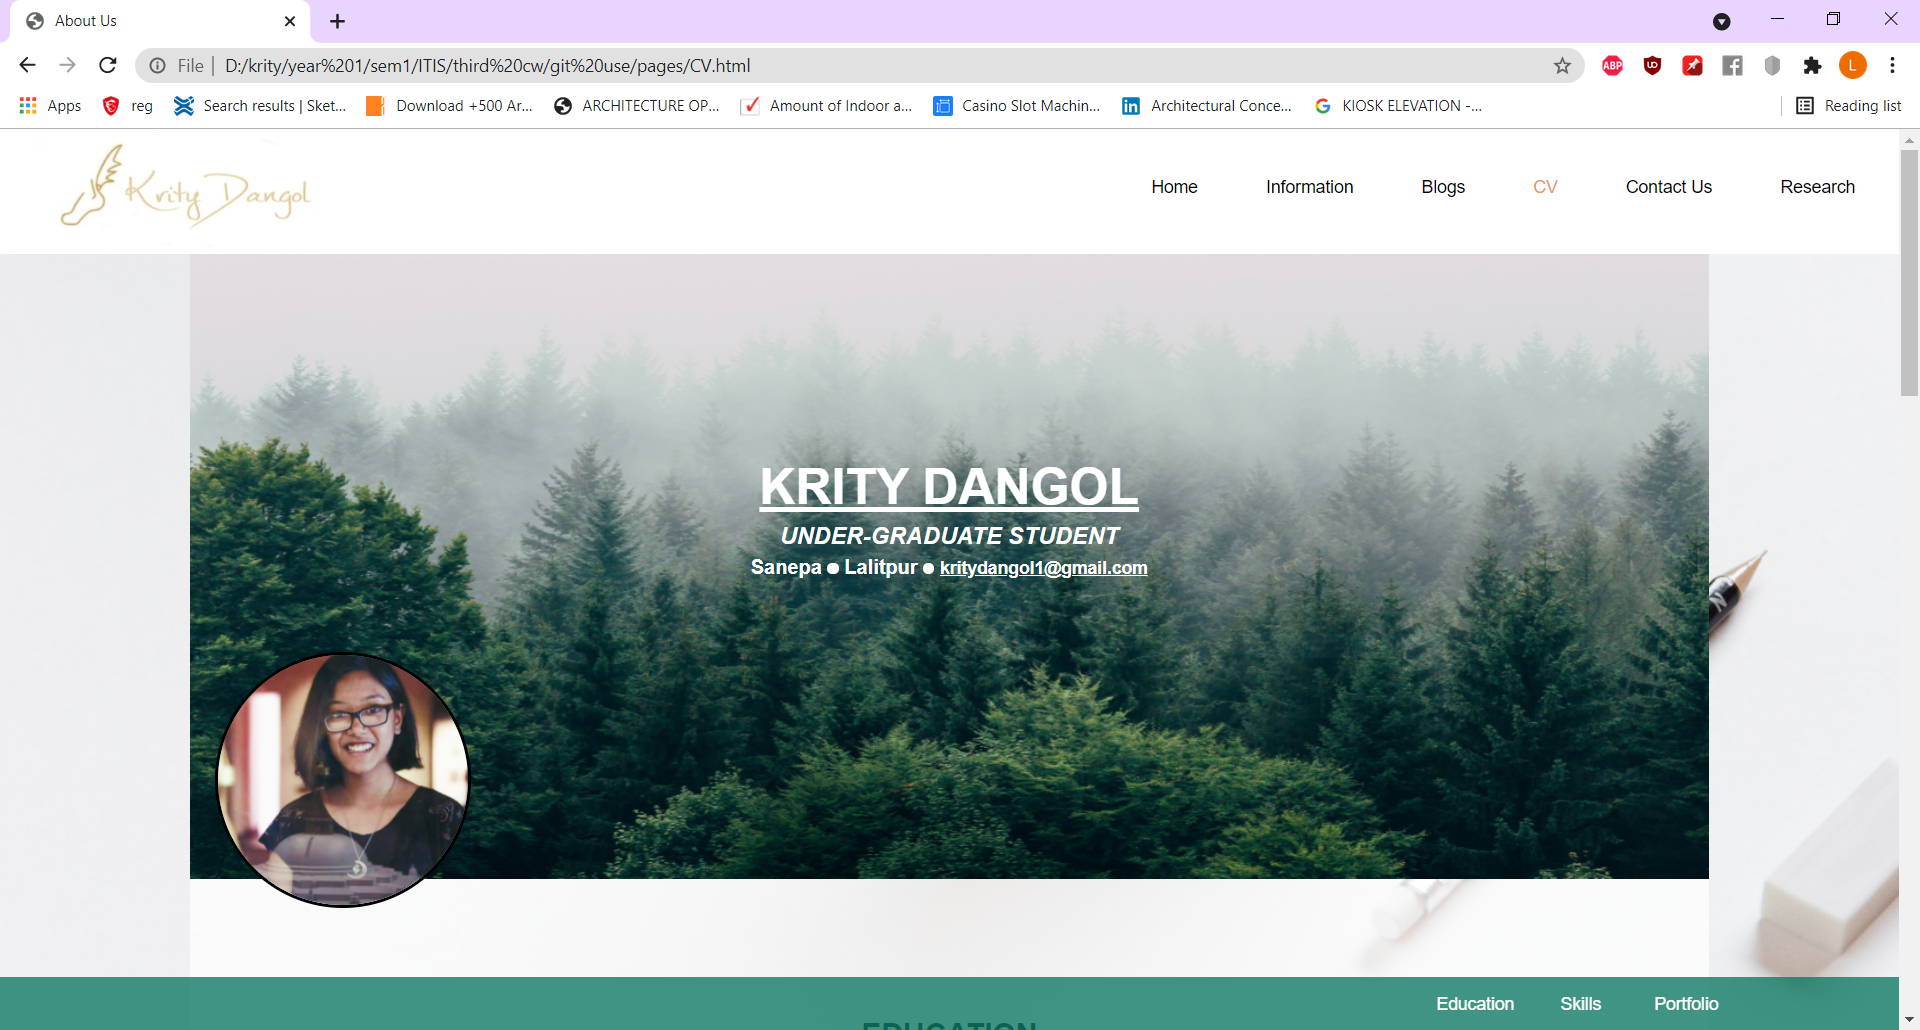 About Us
File | D:/krity/year%201/sem1/ITIS/third%20cw/git%20use/pages/CV.html
ABP
L
Apps
reg
Search results | Sket...
Download +500 Ar...
ARCHITECTURE OP...
Amount of Indoor a...
Casino Slot Machin...
Architectural Conce...
KIOSK ELEVATION -...
Reading list
Krity Dangol
Home
Information
Blogs
CV
Contact Us
Research
KRITY DANGOL
UNDER-GRADUATE STUDENT
Sanepa ● Lalitpur ● kritydangol1@gmail.com
Education
Skills
Portfolio
EDUCATION